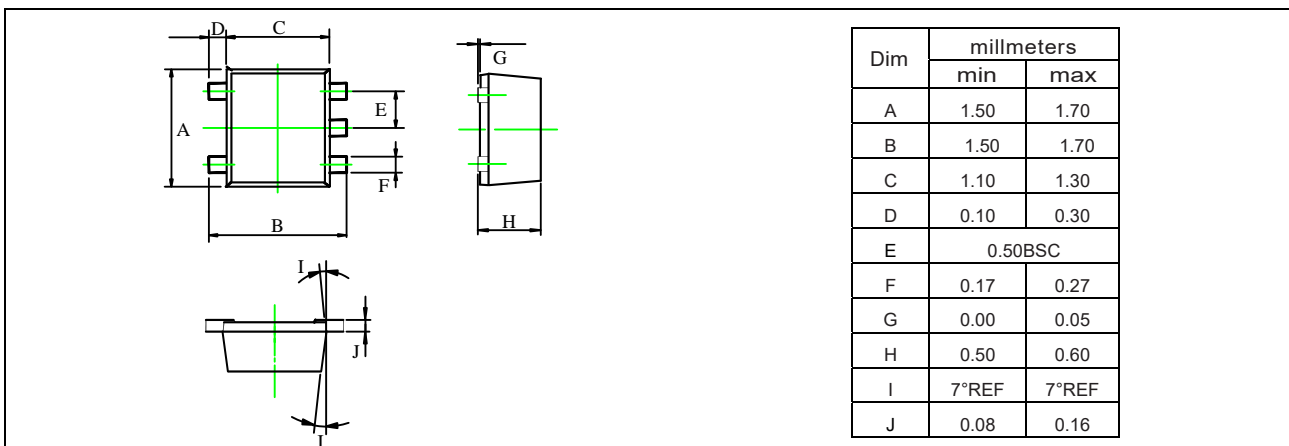 D C
G
A E
F
B H
I
J
I
Dim millmeters
min max
A 1.50 1.70
B 1.50 1.70
C 1.10 1.30
D 0.10 0.30
E 0.50BSC
F 0.17 0.27
G 0.00 0.05
H 0.50 0.60
I 7°REF 7°REF
J 0.08 0.16